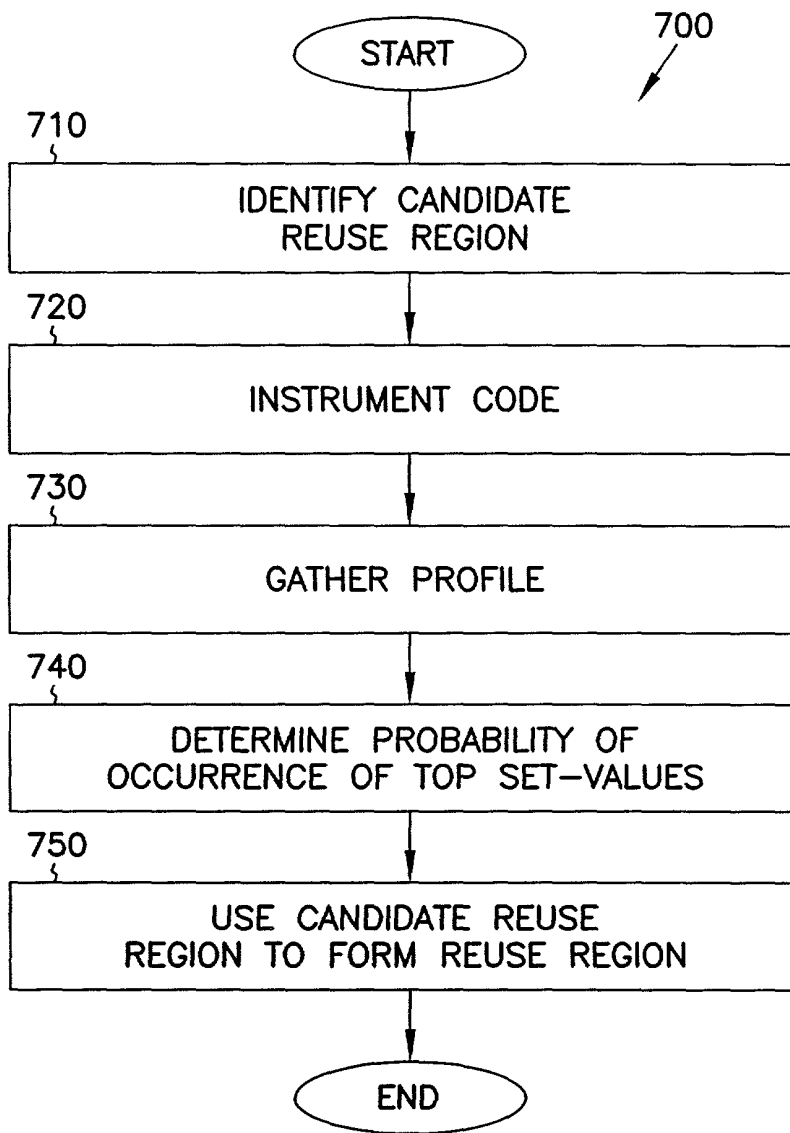 700
START
710
IDENTIFY CANDIDATE
REUSE REGION
720
INSTRUMENT CODE
730
GATHER PROFILE
740
DETERMINE PROBABILITY OF
OCCURRENCE OF TOP SET-VALUES
750
USE CANDIDATE REUSE
REGION TO FORM REUSE REGION
END